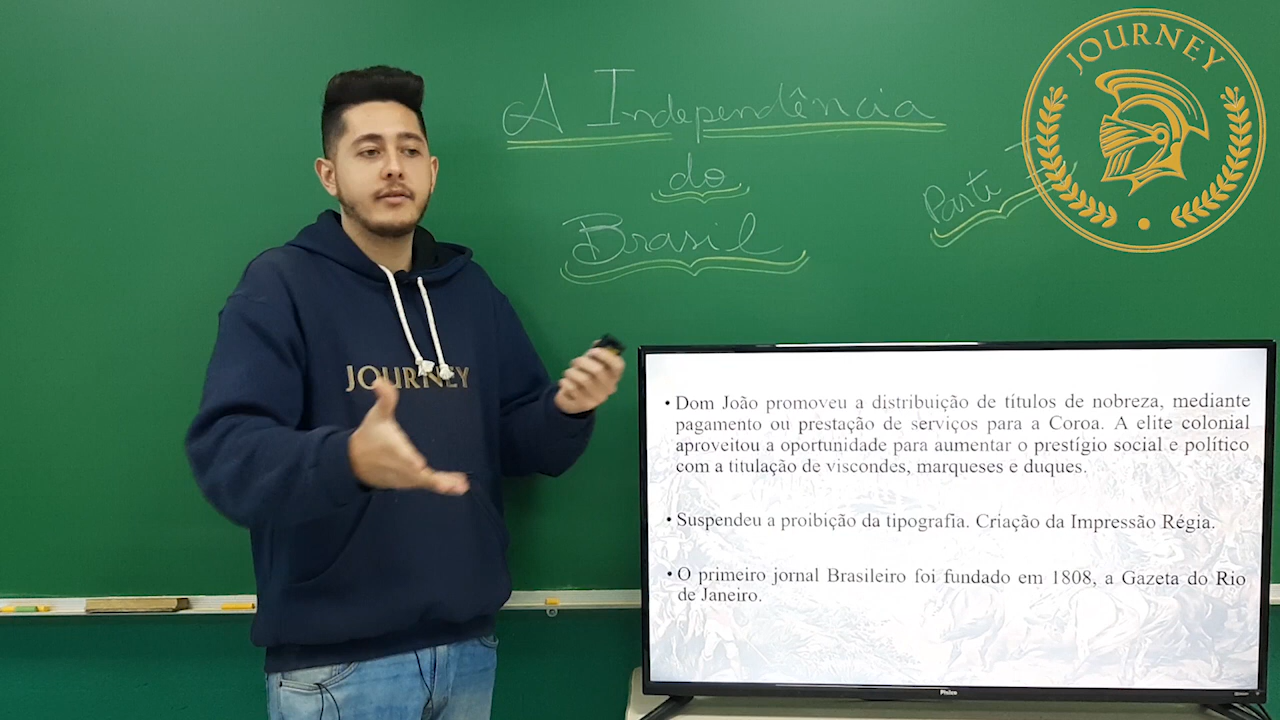 JOURNEY
A Independência
do
Brasil
Parte
JOURNEY
• Dom João promoveu a distribuição de títulos de nobreza, mediante
pagamento ou prestação de serviços para a Coroa. A elite colonial
aproveitou a oportunidade para aumentar o prestígio social e político
com a titulação de viscondes, marqueses e duques.
• Suspendeu a proibição da tipografia. Criação da Impressão Régia.
• O primeiro jornal Brasileiro foi fundado em 1808, a Gazeta do Rio
de Janeiro.
Philco